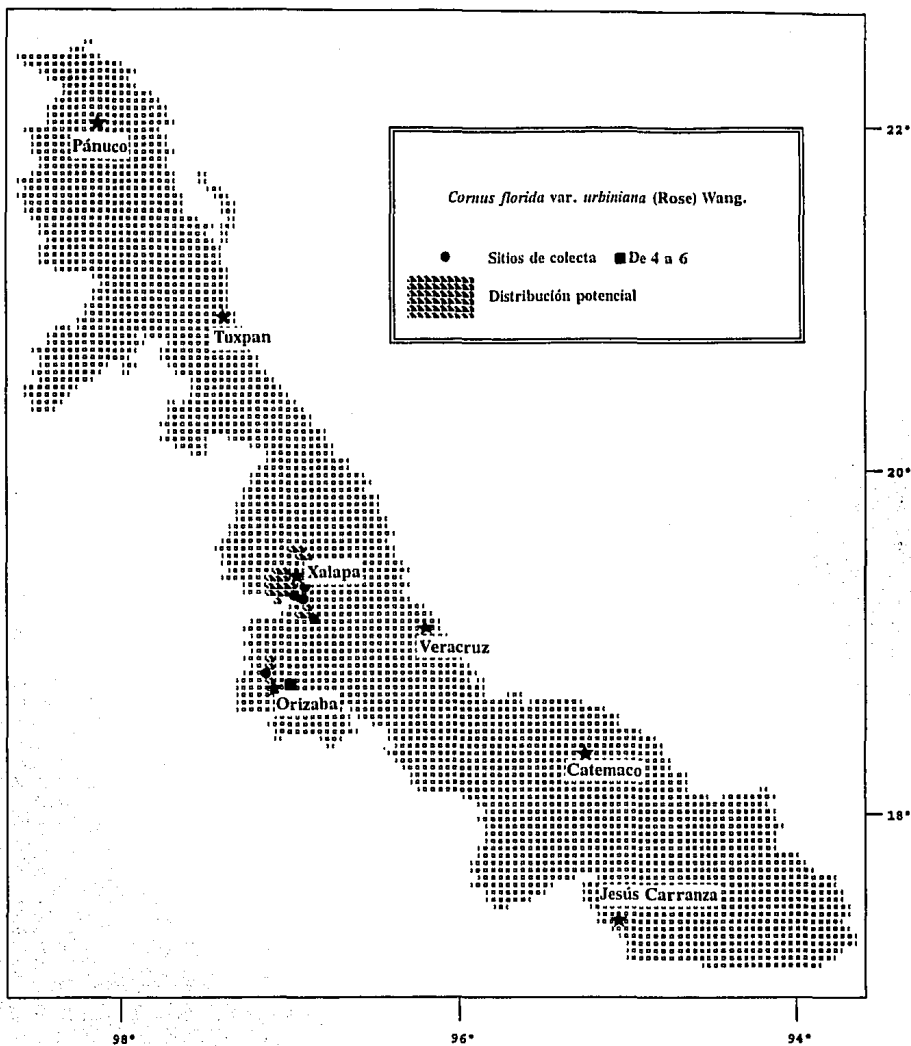 Pánuco
22°
Cornus florida var. urbiniana (Rose) Wang.
Sitios de colecta De 4 a 6
Distribución potencial
Tuxpan
20°
Xalapa
Veracruz
Orizaba
Catemaco
18°
Jesús Carranza
98° 96° 94°